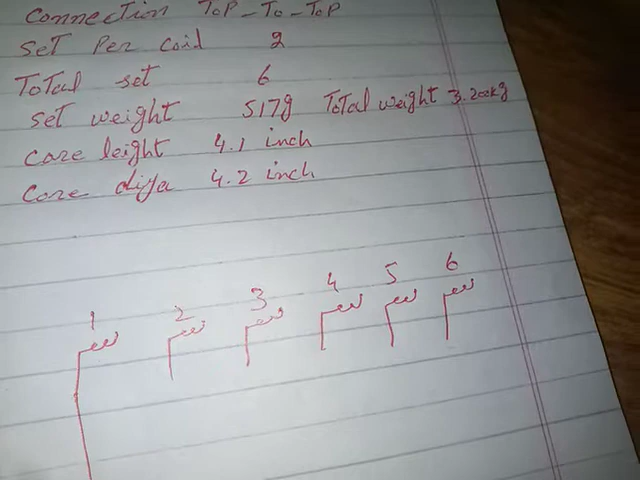 Connection ToP-To-ToP
SeT Per Coil 2
ToTal set 6
SeT weight 517g ToTal weight 3.200kg
Core leight 4.1 inch
Core diya 4.2 inch
1 2 3 4 5 6